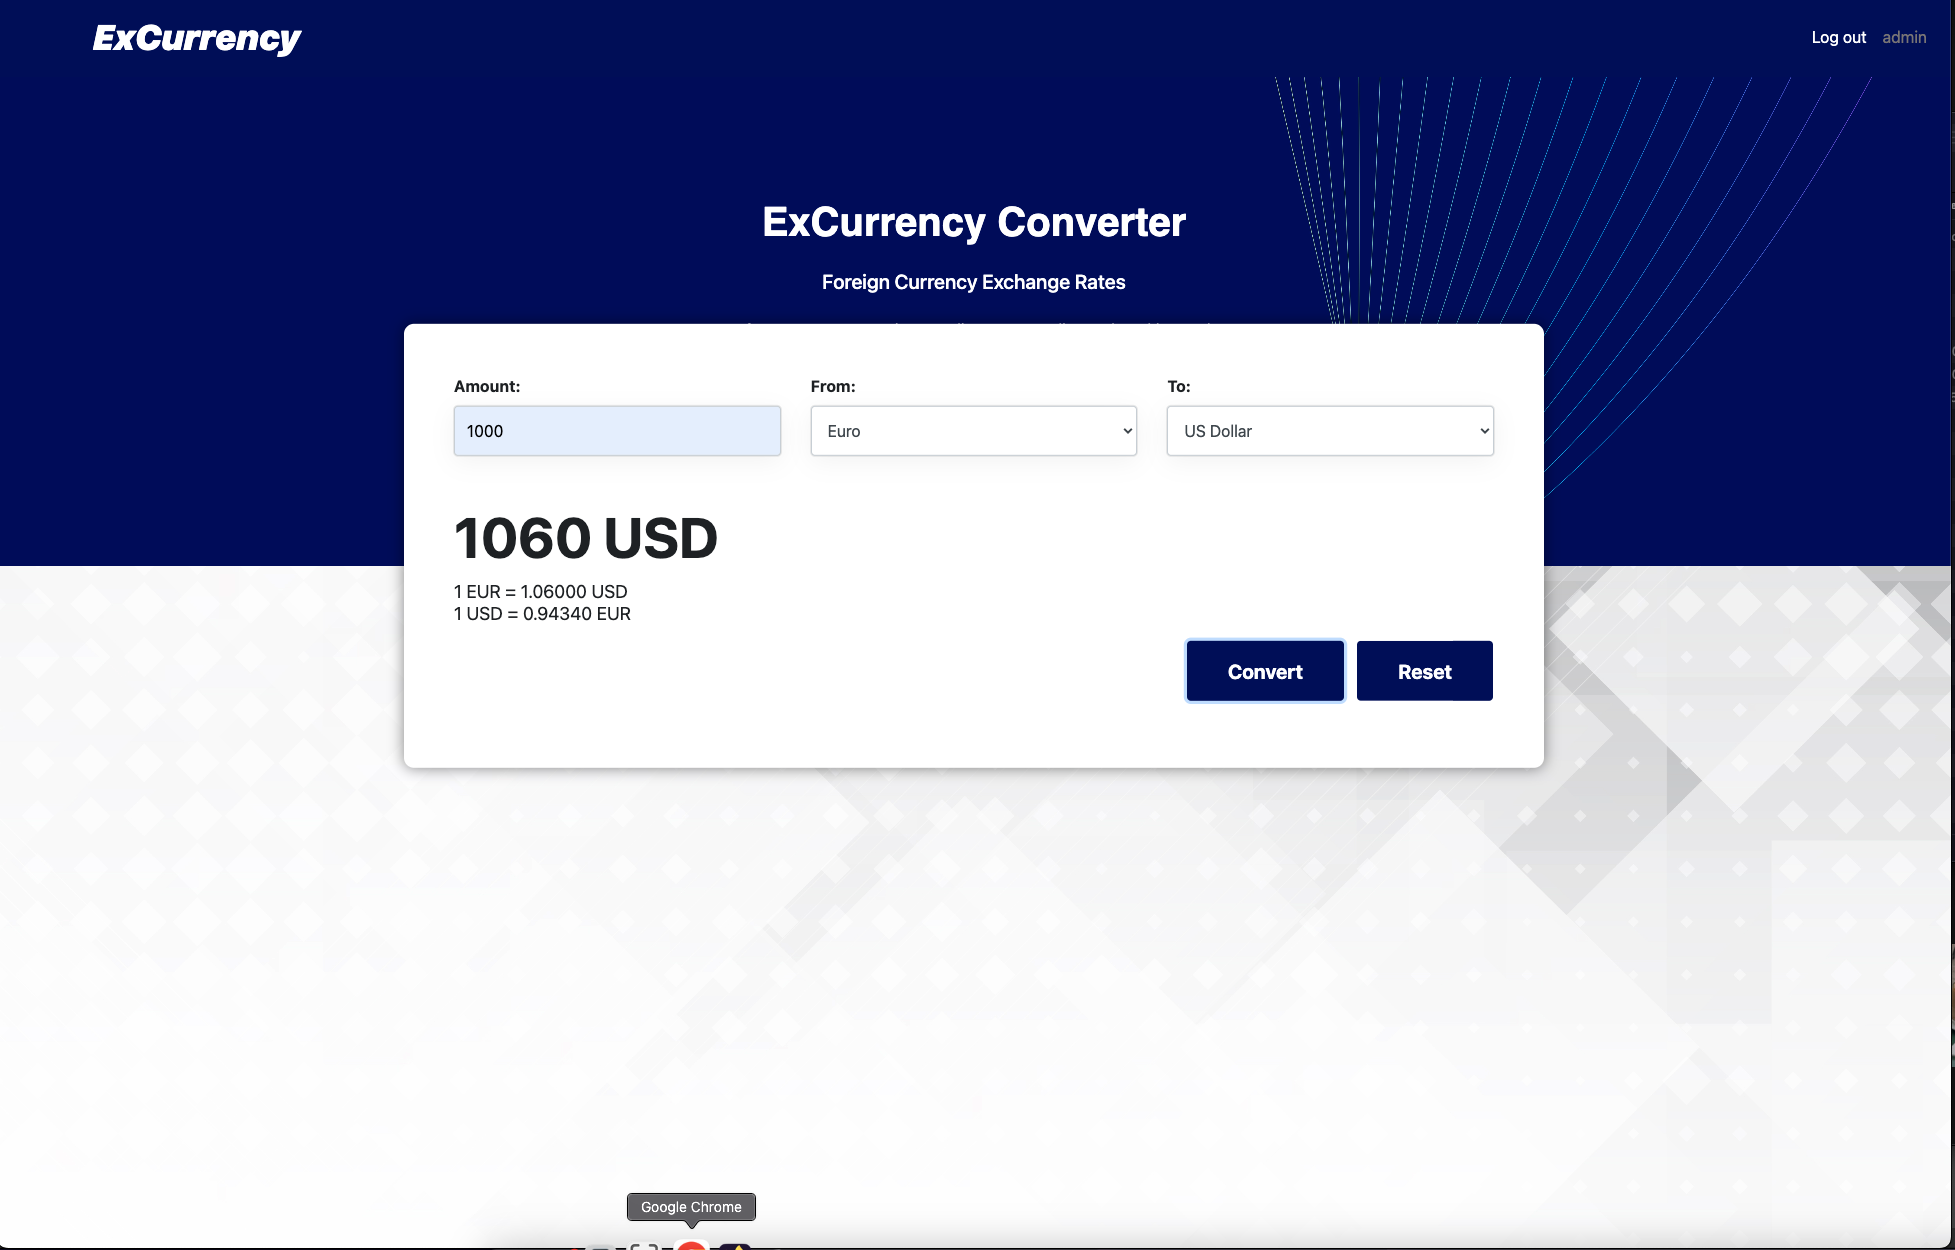 ExCurrency
Log out admin
ExCurrency Converter
Foreign Currency Exchange Rates
Amount: From: To:
1000 Euro US Dollar
1060 USD
1 EUR = 1.06000 USD
1 USD = 0.94340 EUR
Convert Reset
Google Chrome